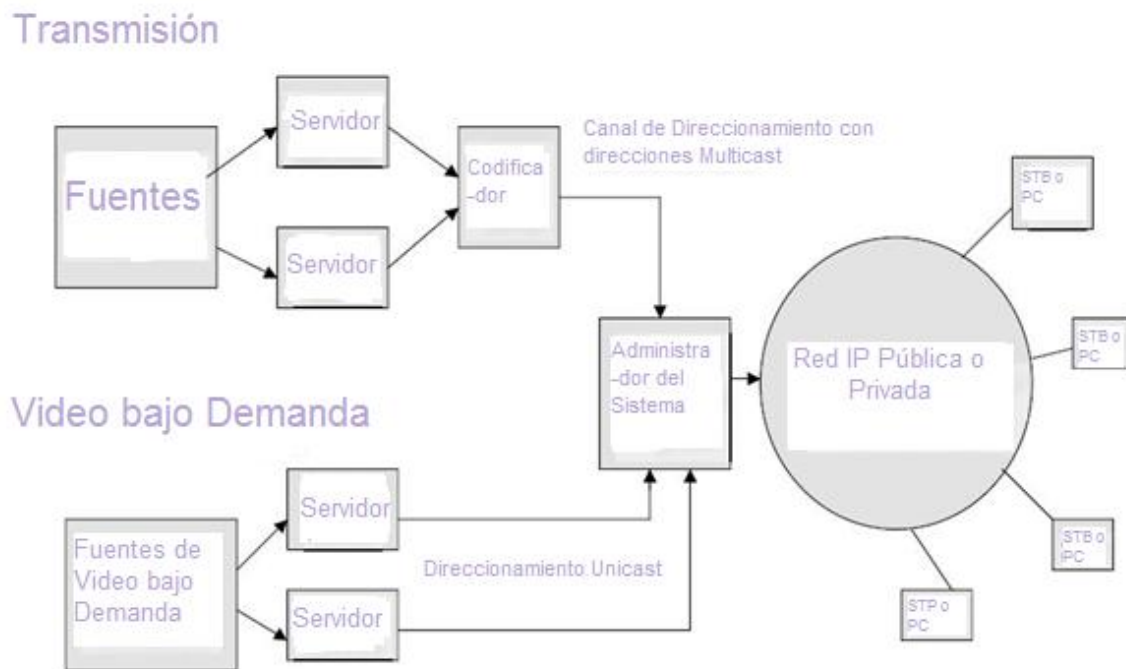 Transmisión
Servidor
Fuentes
Servidor
Codifica
-dor
Canal de Direccionamiento con
direcciones Multicast
STB o
PC
STB o
PC
Administra
-dor del
Sistema
Red IP Pública o
Privada
Video bajo Demanda
Servidor
Fuentes de
Video bajo
Demanda
Servidor
Direccionamiento Unicast
STB o
PC
STP o
PC